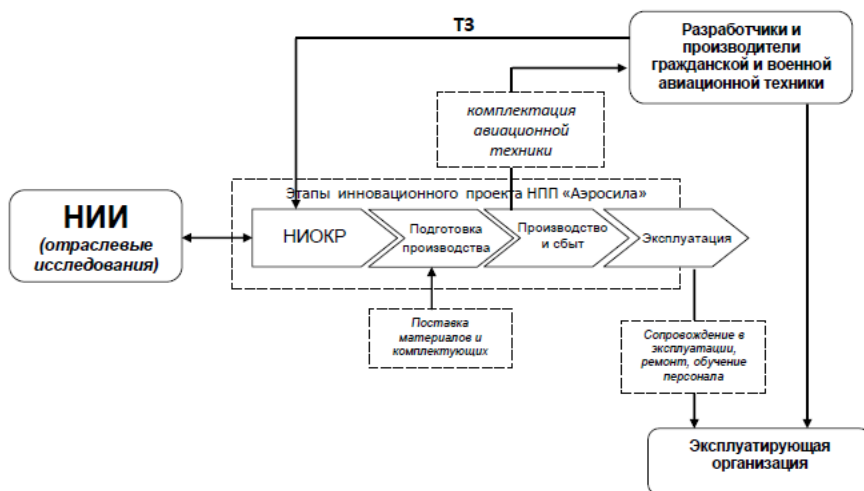 ТЗ
Разработчики и
производители
гражданской и военной
авиационной техники
комплектация
авиационной
техники
Этапы инновационного проекта НПП «Аэросила»
НИИ
(отраслевые
исследования)
НИОКР
Подготовка
производства
Производство
и сбыт
Эксплуатация
Поставка
материалов и
комплектующих
Сопровождение в
эксплуатации,
ремонт, обучение
персонала
Эксплуатирующая
организация